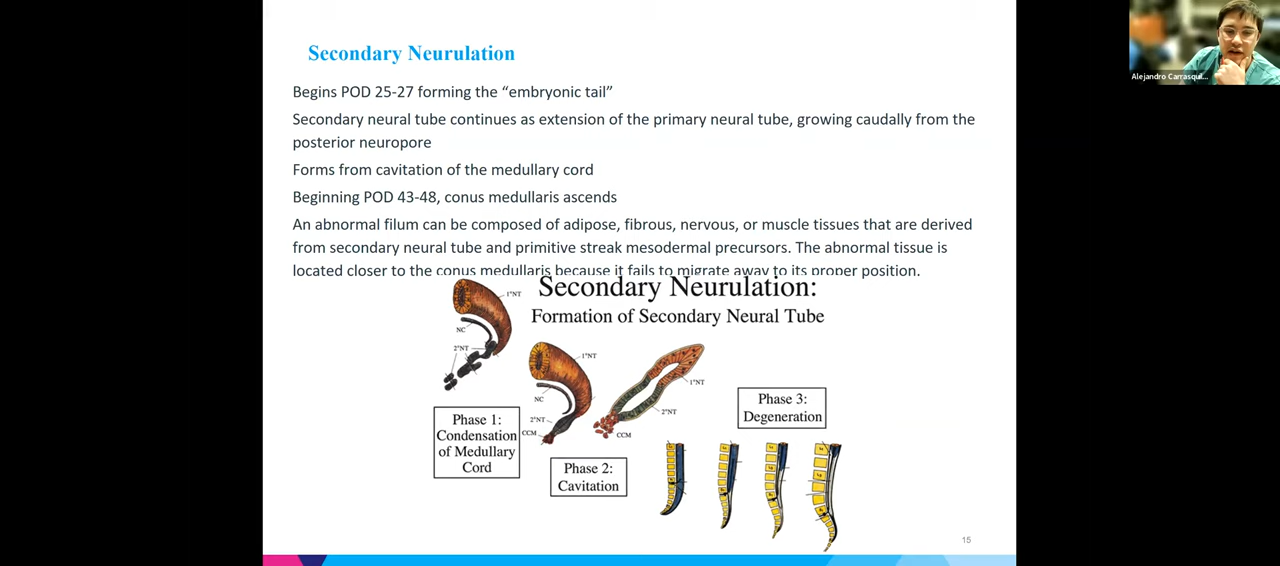 Secondary Neurulation
Alejandro Carrasqui...
Begins POD 25-27 forming the “embryonic tail”
Secondary neural tube continues as extension of the primary neural tube, growing caudally from the
posterior neuropore
Forms from cavitation of the medullary cord
Beginning POD 43-48, conus medullaris ascends
An abnormal filum can be composed of adipose, fibrous, nervous, or muscle tissues that are derived
from secondary neural tube and primitive streak mesodermal precursors. The abnormal tissue is
located closer to the conus medullaris because it fails to migrate away to its proper position.
Secondary Neurulation:
Formation of Secondary Neural Tube
1°NT
NC
2°NT
1°NT
NC
2°NT
CCM
1°NT
2°NT
CCM
Phase 1:
Condensation
of Medullary
Cord
Phase 2:
Cavitation
Phase 3:
Degeneration
15